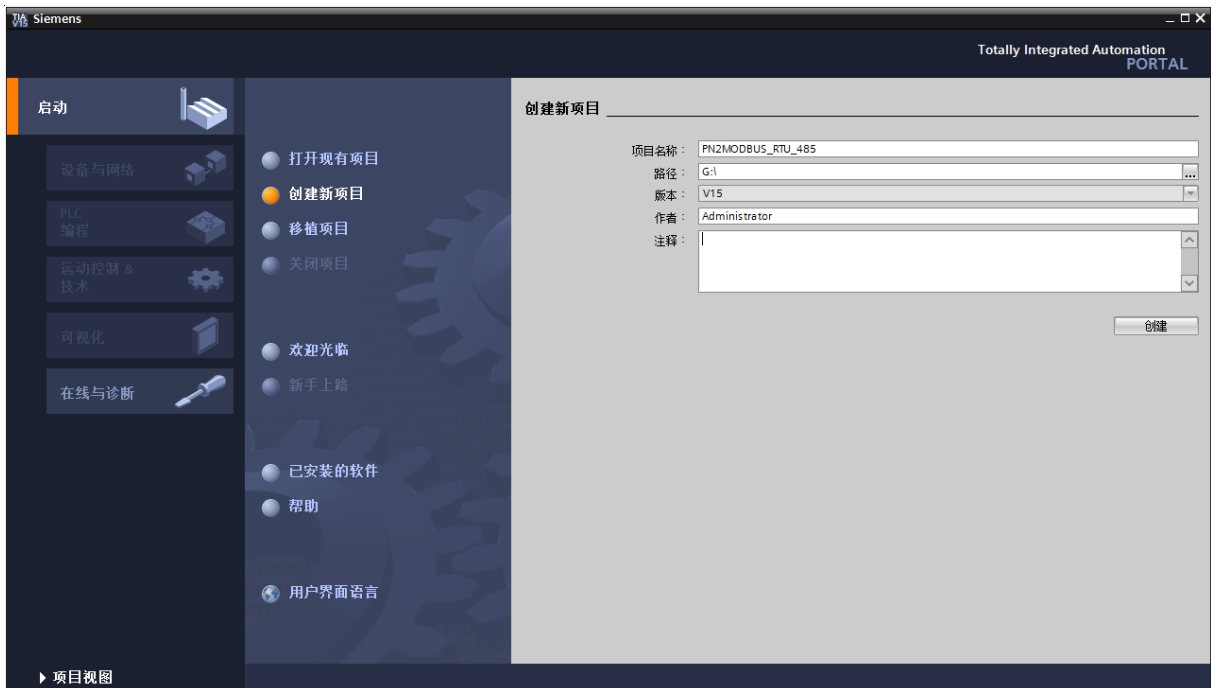 TIA
V15 Siemens
Totally Integrated Automation
PORTAL
启动
设备与网络
PLC
编程
运动控制 &
技术
可视化
在线与诊断
打开现有项目
创建新项目
移植项目
关闭项目
欢迎光临
新手上路
已安装的软件
帮助
用户界面语言
创建新项目
项目名称： PN2MODBUS_RTU_485
路径： G:\ ...
版本： V15
作者： Administrator
注释：
创建
项目视图